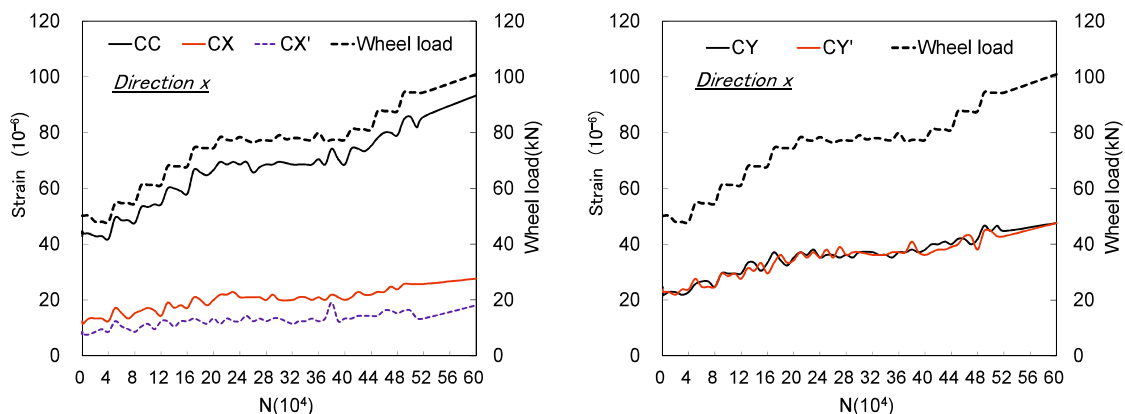 120 120
CC CX CX' Wheel load
100 100
Direction x
80 80
60 60
40 40
20 20
0 0
0 4 8 12 16 20 24 28 32 36 40 44 48 52 60
Strain (10⁻⁶)
Wheel load(kN)
N(10⁴)
120 120
CY CY' Wheel load
100 100
Direction x
80 80
60 60
40 40
20 20
0 0
0 4 8 12 16 20 24 28 32 36 40 44 48 52 60
Strain (10⁻⁶)
Wheel load(kN)
N(10⁴)